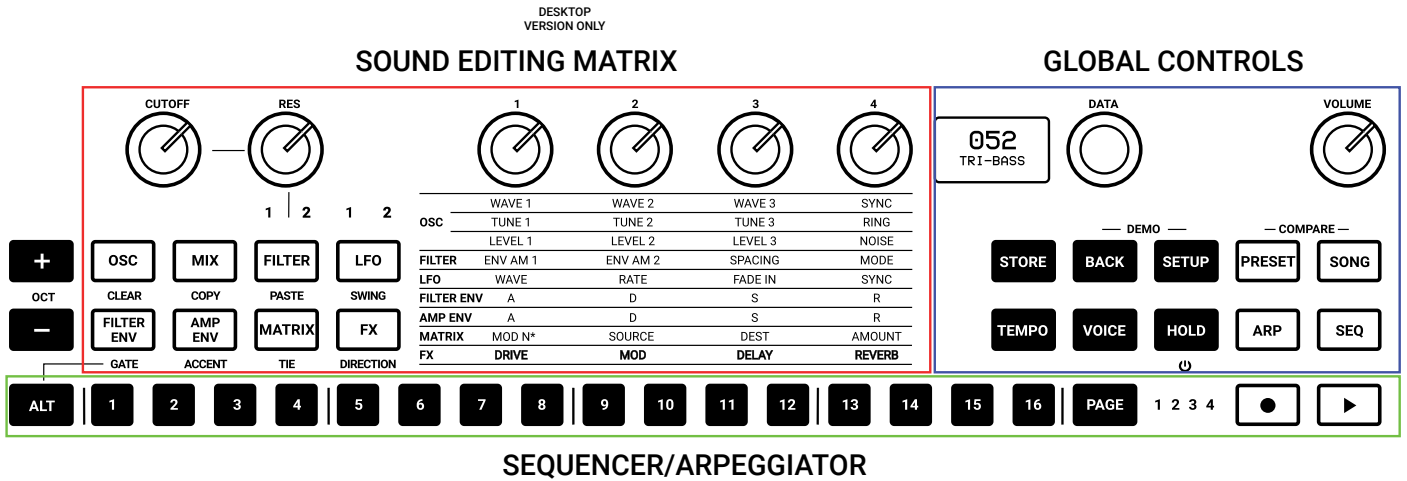 DESKTOP
VERSION ONLY
SOUND EDITING MATRIX
GLOBAL CONTROLS
CUTOFF RES 1 2 3 4 DATA VOLUME
052
TRI-BASS
WAVE 1 WAVE 2 WAVE 3 SYNC
1 2 1 2
OSC TUNE 1 TUNE 2 TUNE 3 RING
LEVEL 1 LEVEL 2 LEVEL 3 NOISE
DEMO COMPARE
+ OSC MIX FILTER LFO
FILTER ENV AM 1 ENV AM 2 SPACING MODE
STORE BACK SETUP PRESET SONG
LFO WAVE RATE FADE IN SYNC
OCT CLEAR COPY PASTE SWING
FILTER ENV A D S R
AMP ENV A D S R
− FILTER ENV AMP ENV MATRIX FX
MATRIX MOD N* SOURCE DEST AMOUNT
TEMPO VOICE HOLD ARP SEQ
FX DRIVE MOD DELAY REVERB
GATE ACCENT TIE DIRECTION
ALT 1 2 3 4 5 6 7 8 9 10 11 12 13 14 15 16 PAGE 1 2 3 4
SEQUENCER/ARPEGGIATOR